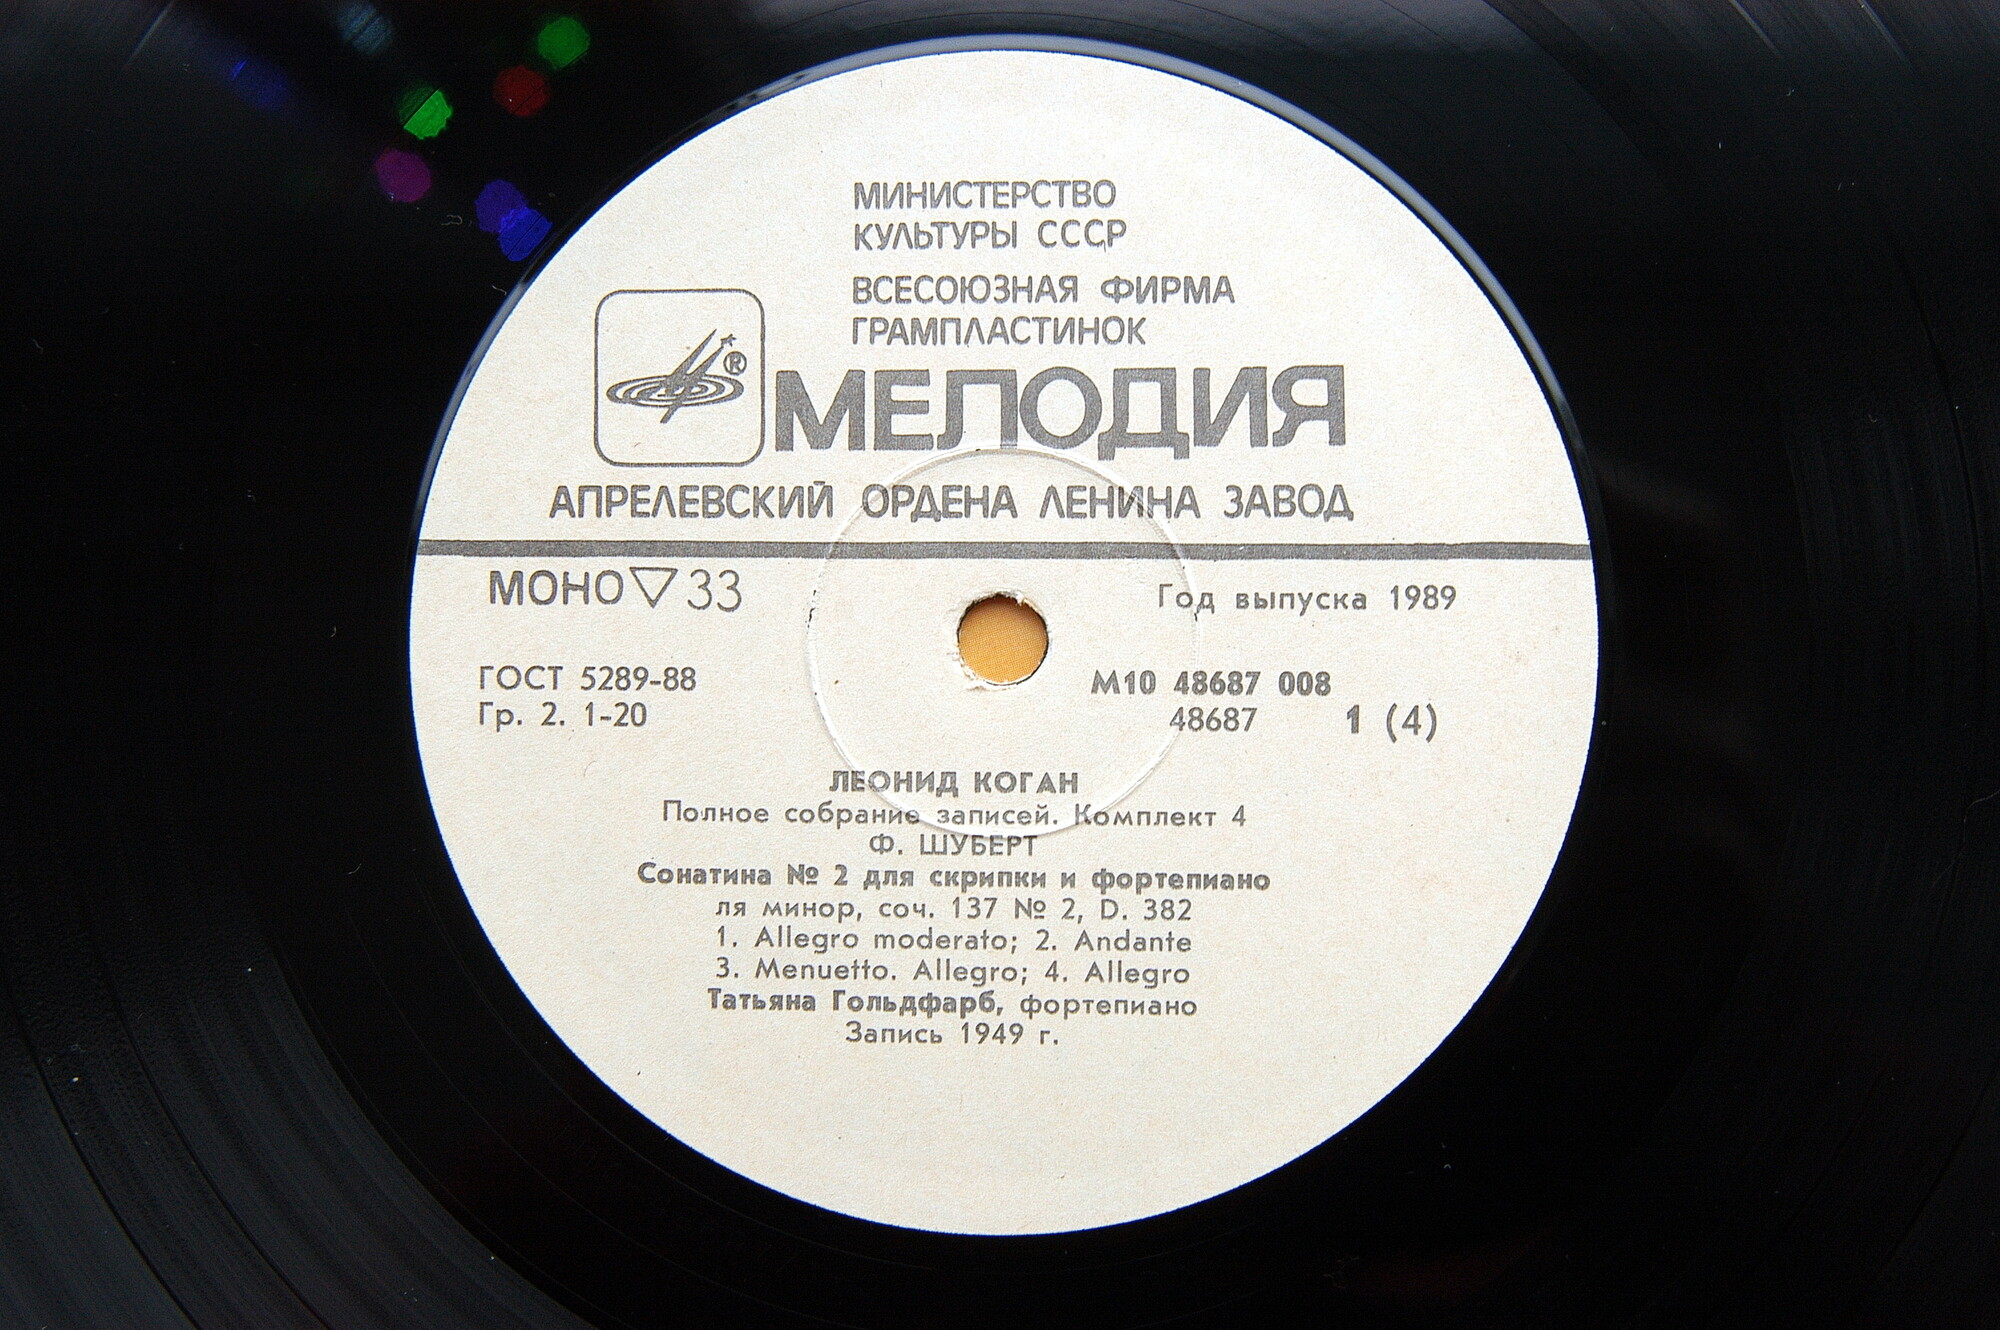 МИНИСТЕРСТВО
КУЛЬТУРЫ СССР
ВСЕСОЮЗНАЯ ФИРМА
ГРАМПЛАСТИНОК
®
МЕЛОДИЯ
АПРЕЛЕВСКИЙ ОРДЕНА ЛЕНИНА ЗАВОД
МОНО ▽ 33
Год выпуска 1989
ГОСТ 5289-88
Гр. 2. 1-20
М10 48687 008
48687 1 (4)
ЛЕОНИД КОГАН
Полное собрание записей. Комплект 4
Ф. ШУБЕРТ
Сонатина № 2 для скрипки и фортепиано
ля минор, соч. 137 № 2, D. 382
1. Allegro moderato; 2. Andante
3. Menuetto. Allegro; 4. Allegro
Татьяна Гольдфарб, фортепиано
Запись 1949 г.